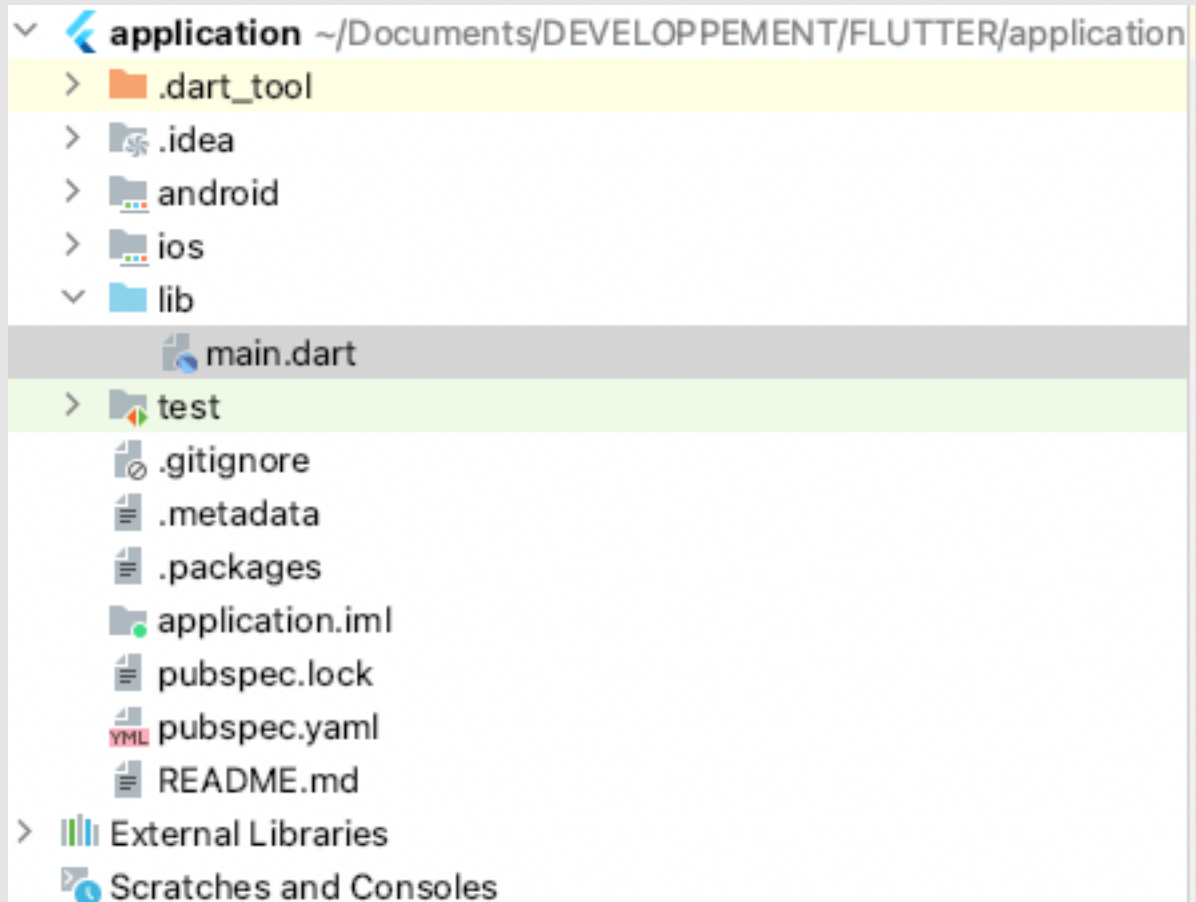 application ~/Documents/DEVELOPPEMENT/FLUTTER/application
.dart_tool
.idea
android
ios
lib
main.dart
test
.gitignore
.metadata
.packages
application.iml
pubspec.lock
YML pubspec.yaml
README.md
External Libraries
Scratches and Consoles